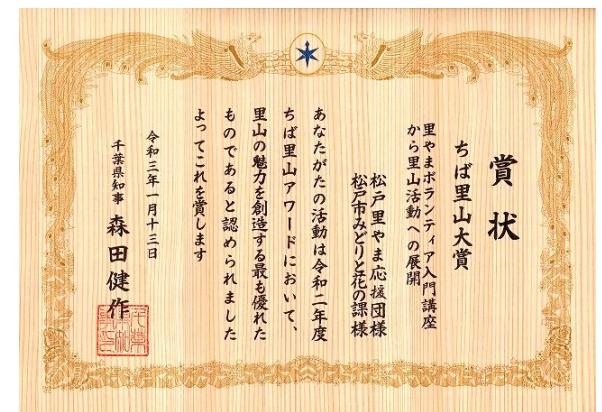 賞状
ちば里山大賞
里やまボランティア入門講座
から里山活動への展開
松戸里やま応援団様
松戸市みどりと花の課様
あなたがたの活動は令和二年度
ちば里山アワードにおいて、
里山の魅力を創造する最も優れた
ものであると認められました
よってこれを賞します
令和三年一月十三日
千葉県知事 森田健作